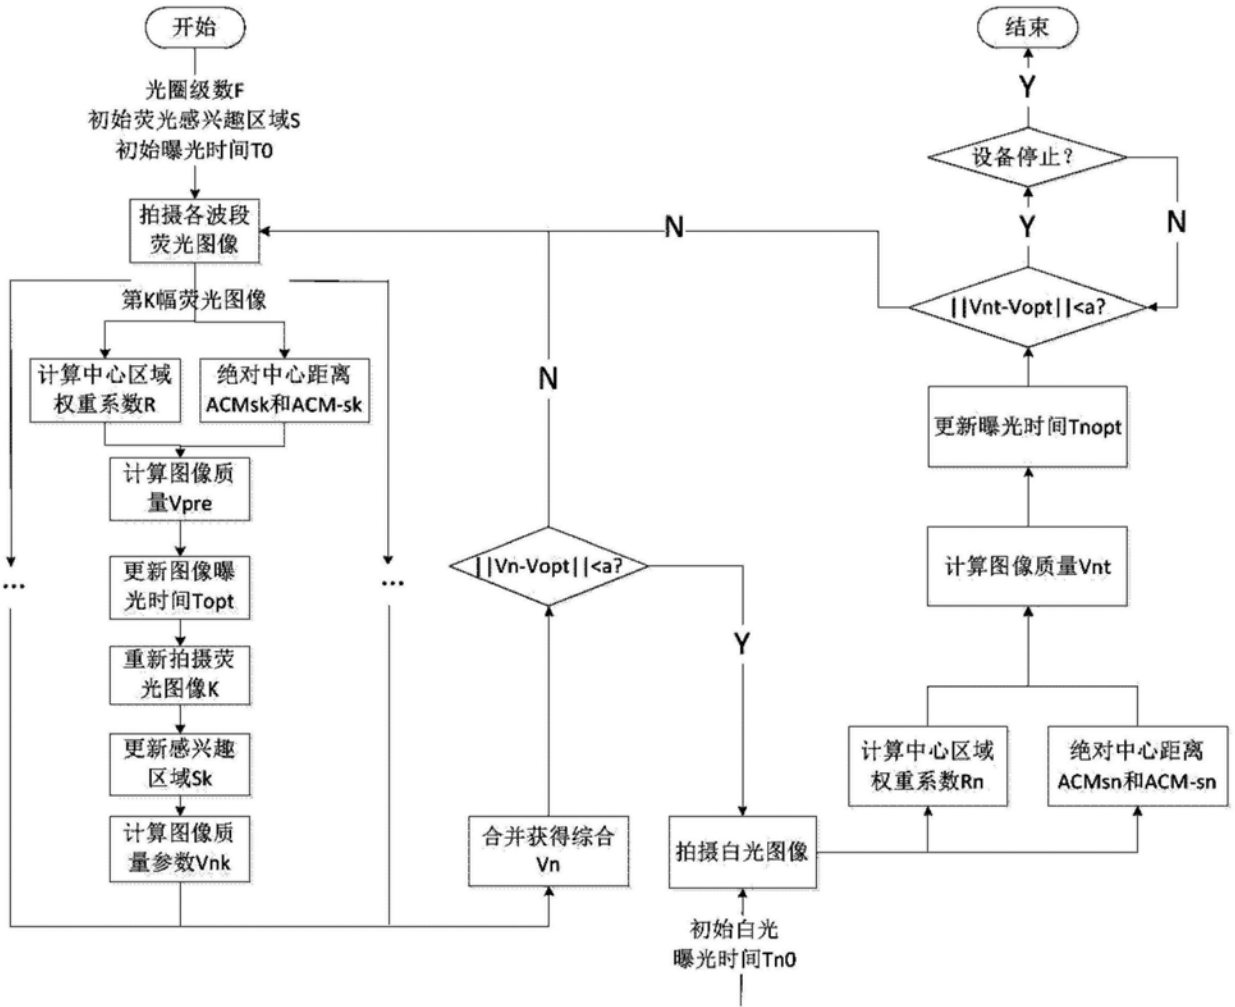 开始
光圈级数F
初始荧光感兴趣区域S
初始曝光时间T0
拍摄各波段
荧光图像
第K幅荧光图像
计算中心区域
权重系数R
绝对中心距离
ACMsk和ACM-sk
计算图像质
量Vpre
更新图像曝
光时间Topt
重新拍摄荧
光图像K
更新感兴趣
区域Sk
计算图像质
量参数Vnk
...
...
合并获得综合
Vn
||Vn-Vopt||<a?
N
Y
拍摄白光图像
初始白光
曝光时间Tn0
计算中心区域
权重系数Rn
绝对中心距离
ACMsn和ACM-sn
计算图像质量Vnt
更新曝光时间Tnopt
||Vnt-Vopt||<a?
N
Y
设备停止?
N
Y
结束